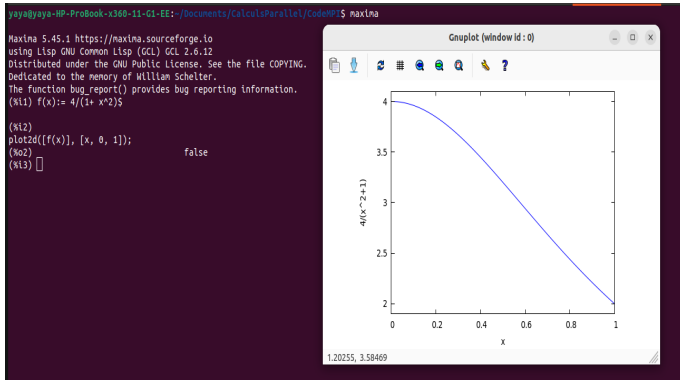 yaya@yaya-HP-ProBook-x360-11-G1-EE:~/Documents/CalculsParallel/CodeMPI$ maxima
Maxima 5.45.1 https://maxima.sourceforge.io
using Lisp GNU Common Lisp (GCL) GCL 2.6.12
Distributed under the GNU Public License. See the file COPYING.
Dedicated to the memory of William Schelter.
The function bug_report() provides bug reporting information.
(%i1) f(x):= 4/(1+ x^2)$
(%i2)
plot2d([f(x)], [x, 0, 1]);
(%o2) false
(%i3)
Gnuplot (window id : 0)
4
3.5
3
2.5
2
4/(x^2+1)
0 0.2 0.4 0.6 0.8 1
x
1.20255, 3.58469